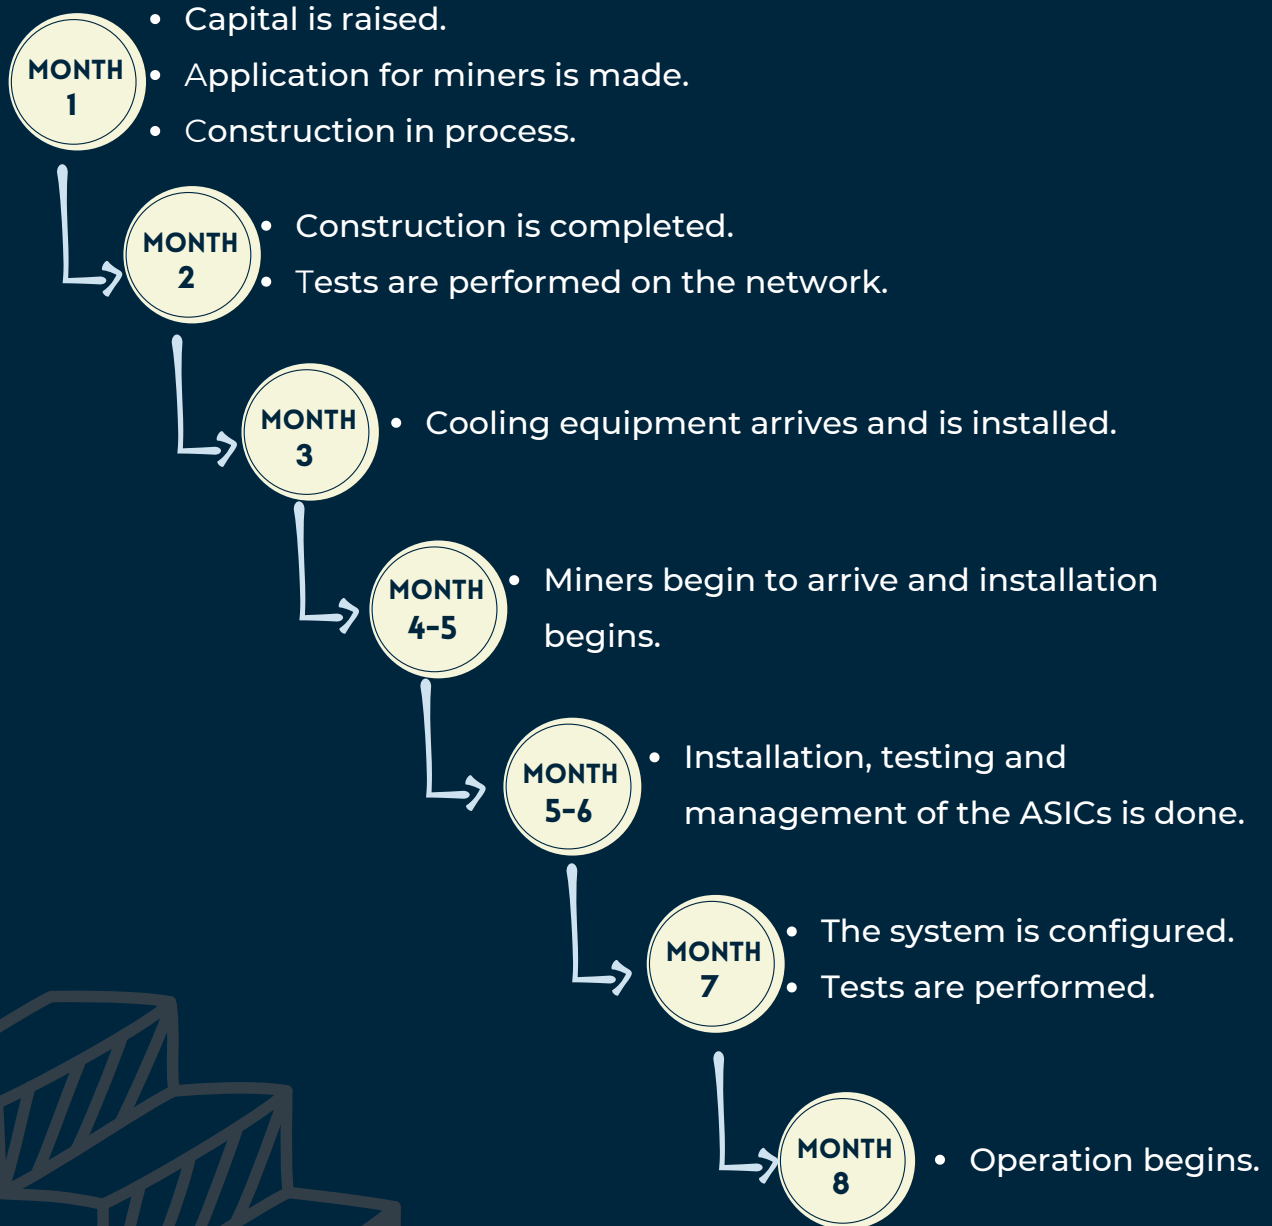 • Capital is raised.
MONTH
1
• Application for miners is made.
• Construction in process.
MONTH
2
• Construction is completed.
• Tests are performed on the network.
MONTH
3
• Cooling equipment arrives and is installed.
MONTH
4-5
• Miners begin to arrive and installation
begins.
MONTH
5-6
• Installation, testing and
management of the ASICs is done.
MONTH
7
• The system is configured.
• Tests are performed.
MONTH
8
• Operation begins.